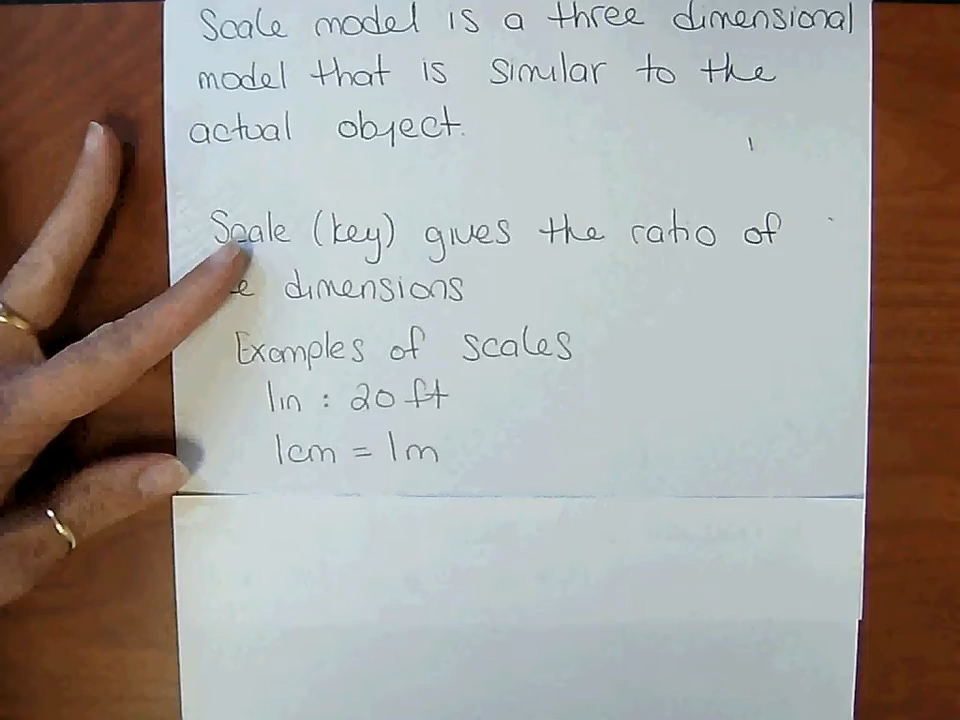 Scale model is a three dimensional
model that is similar to the
actual object.
Scale (key) gives the ratio of
dimensions
Examples of scales
1in : 20 ft
1cm = 1m